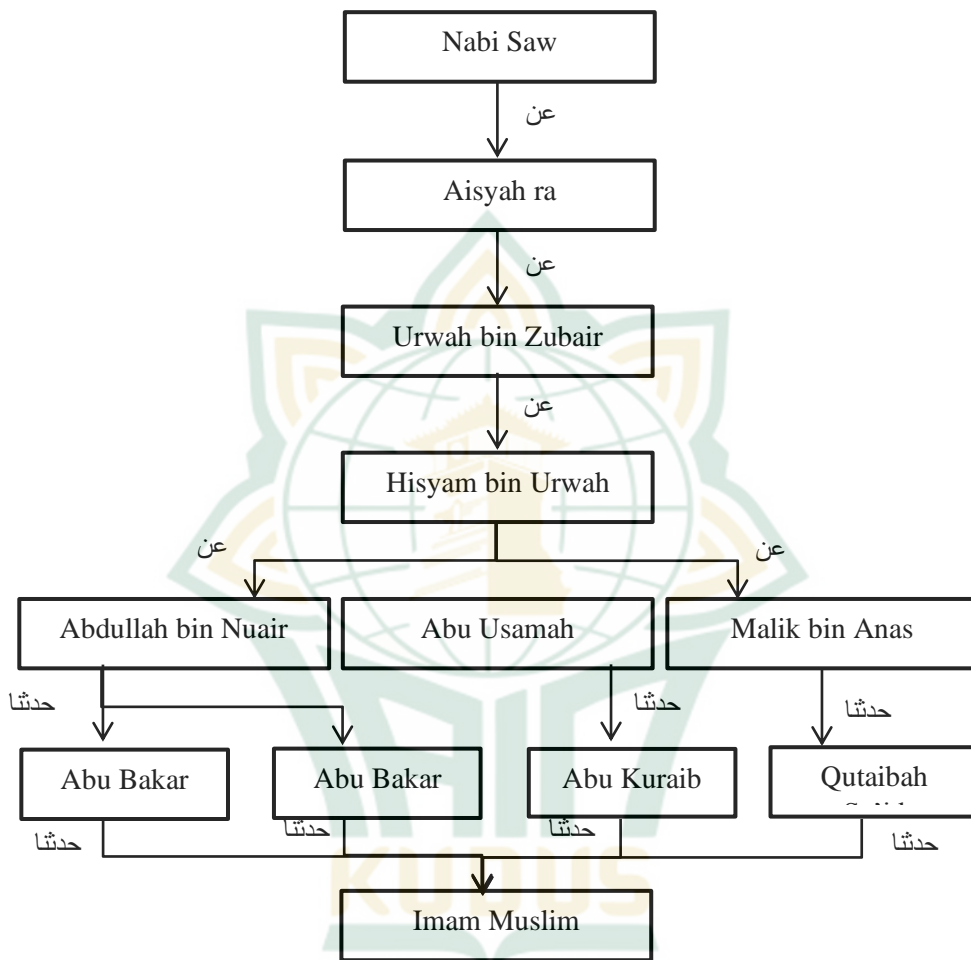 Nabi Saw
عن
Aisyah ra
عن
Urwah bin Zubair
عن
Hisyam bin Urwah
عن
عن
Abdullah bin Nuair
Abu Usamah
Malik bin Anas
حدثنا
حدثنا
حدثنا
Abu Bakar
Abu Bakar
Abu Kuraib
Qutaibah
حدثنا
حدثنا
حدثنا
حدثنا
KUDUS
Imam Muslim